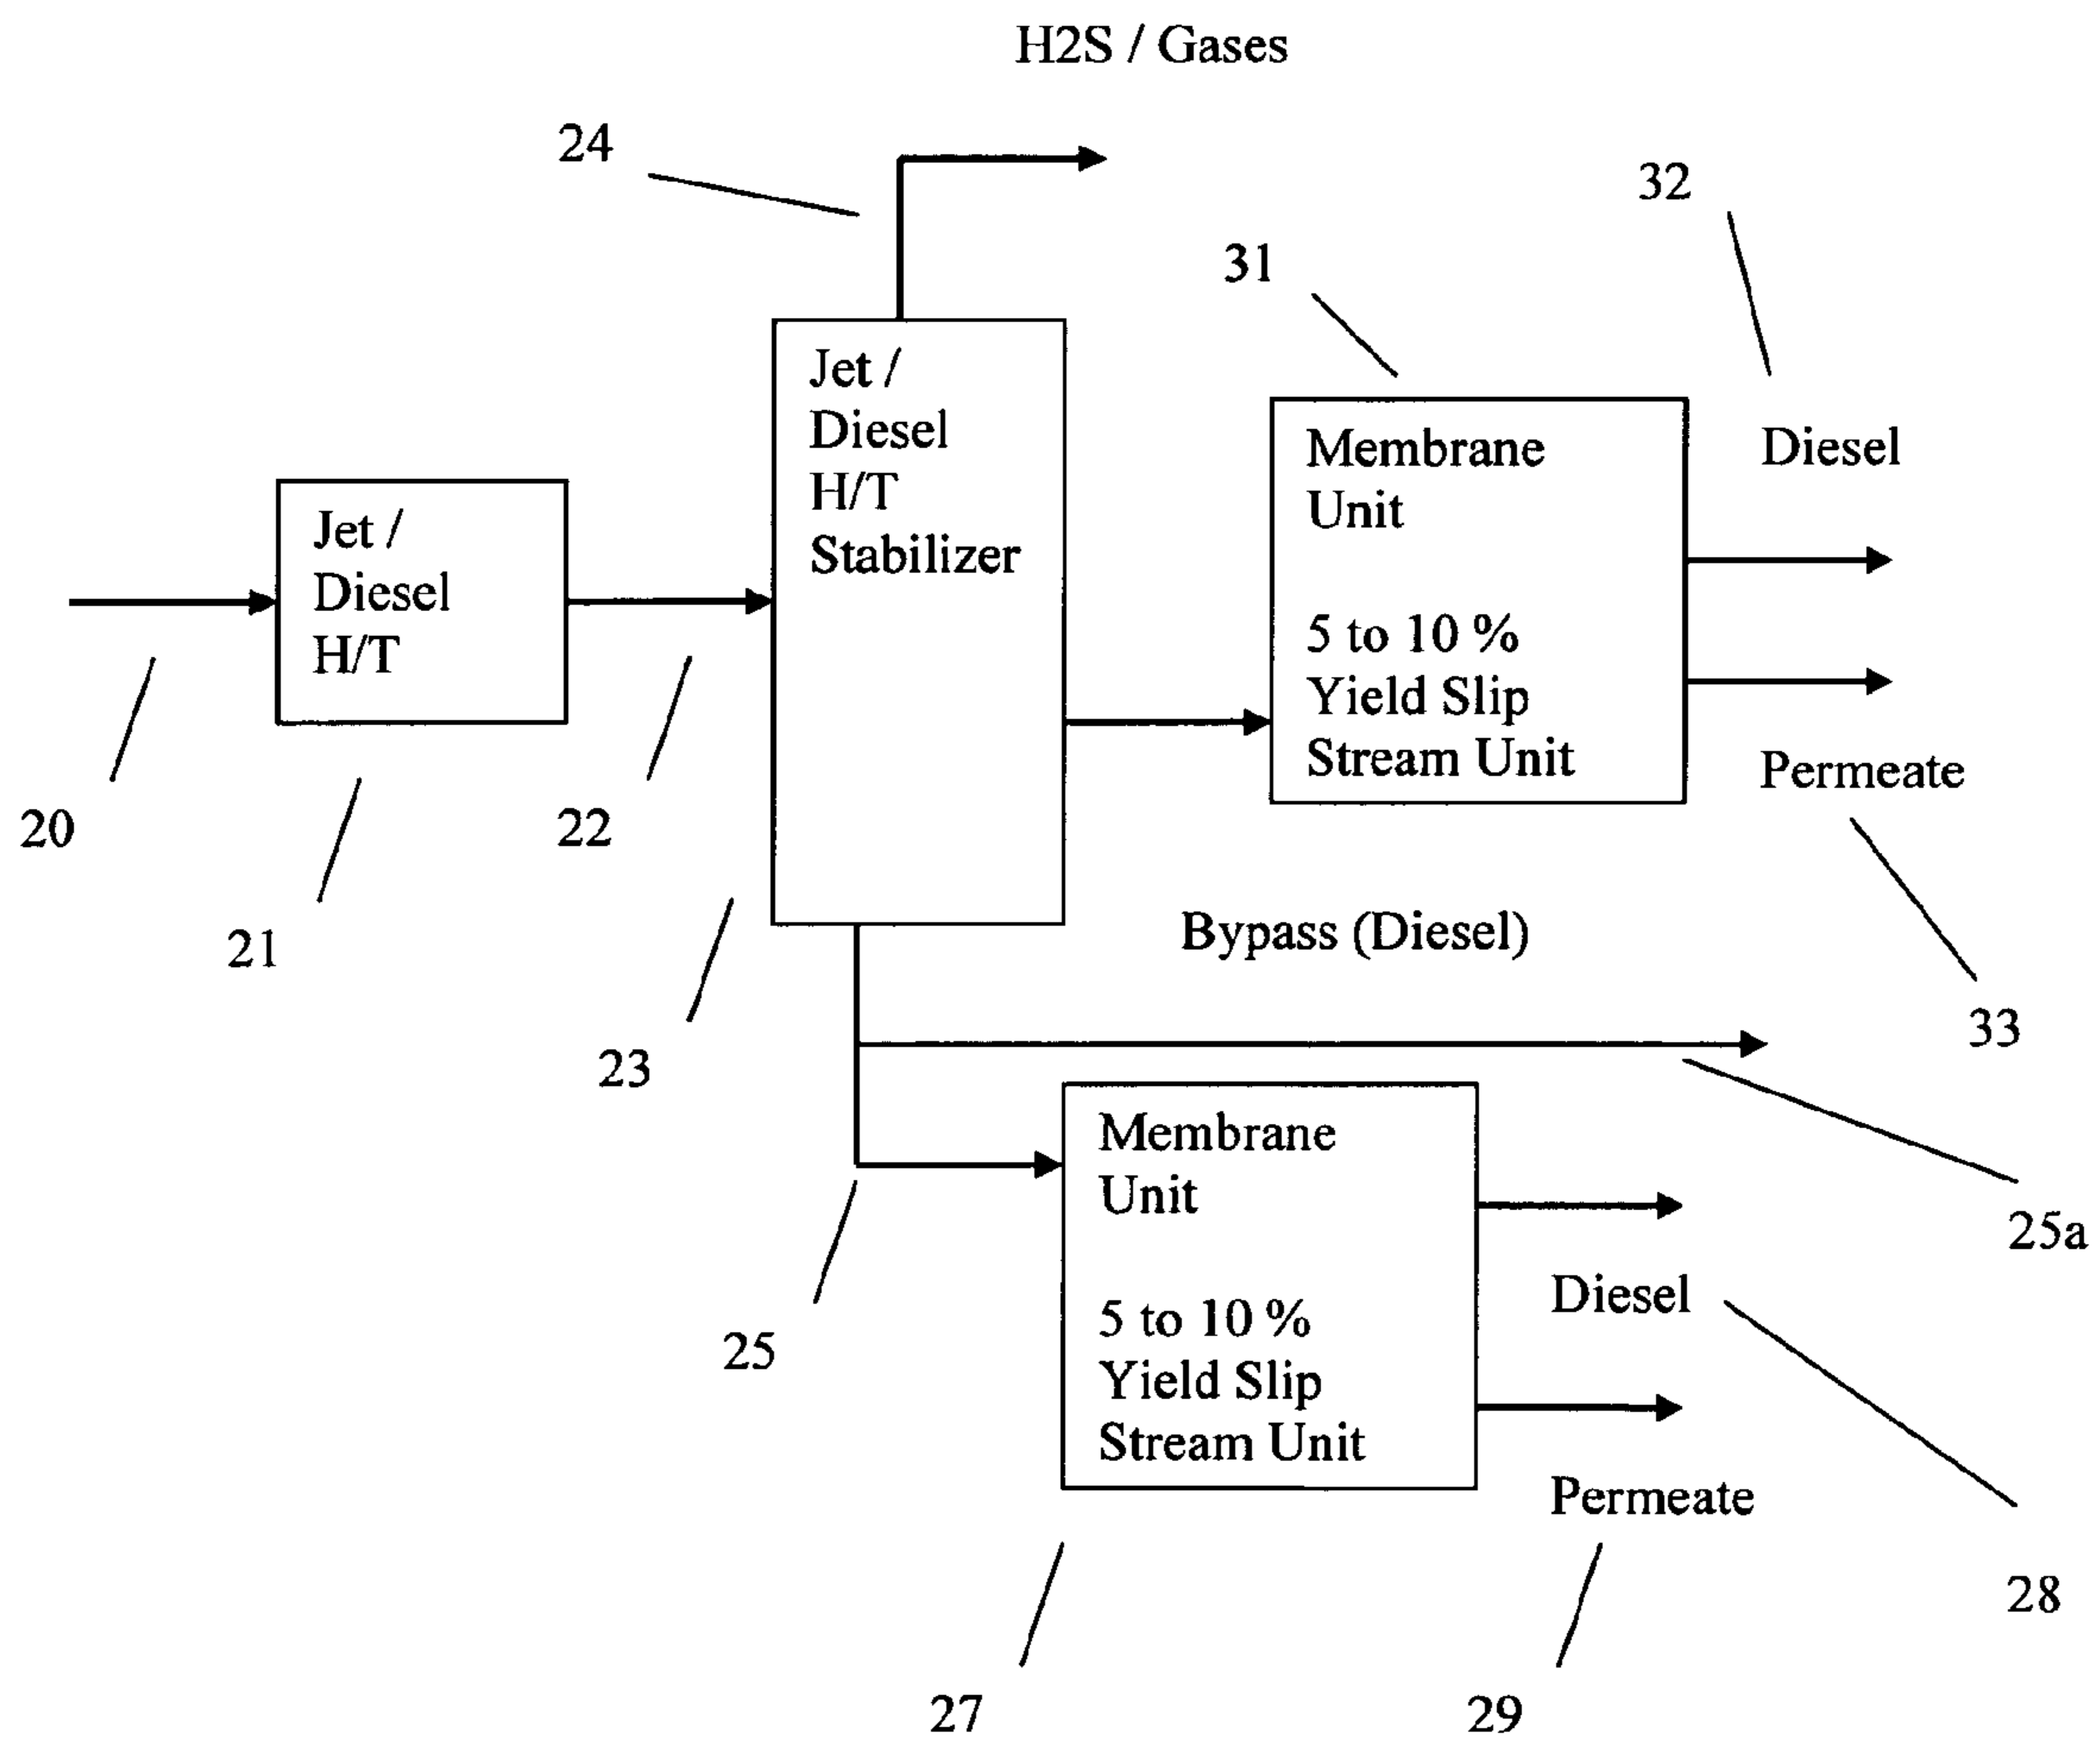 H2S / Gases
24
32
31
Jet /
Diesel
H/T
Stabilizer
Membrane
Unit
5 to 10 %
Yield Slip
Stream Unit
Diesel
Jet /
Diesel
H/T
Permeate
20
22
21
Bypass (Diesel)
33
23
Membrane
Unit
5 to 10 %
Yield Slip
Stream Unit
25a
Diesel
25
Permeate
28
27
29